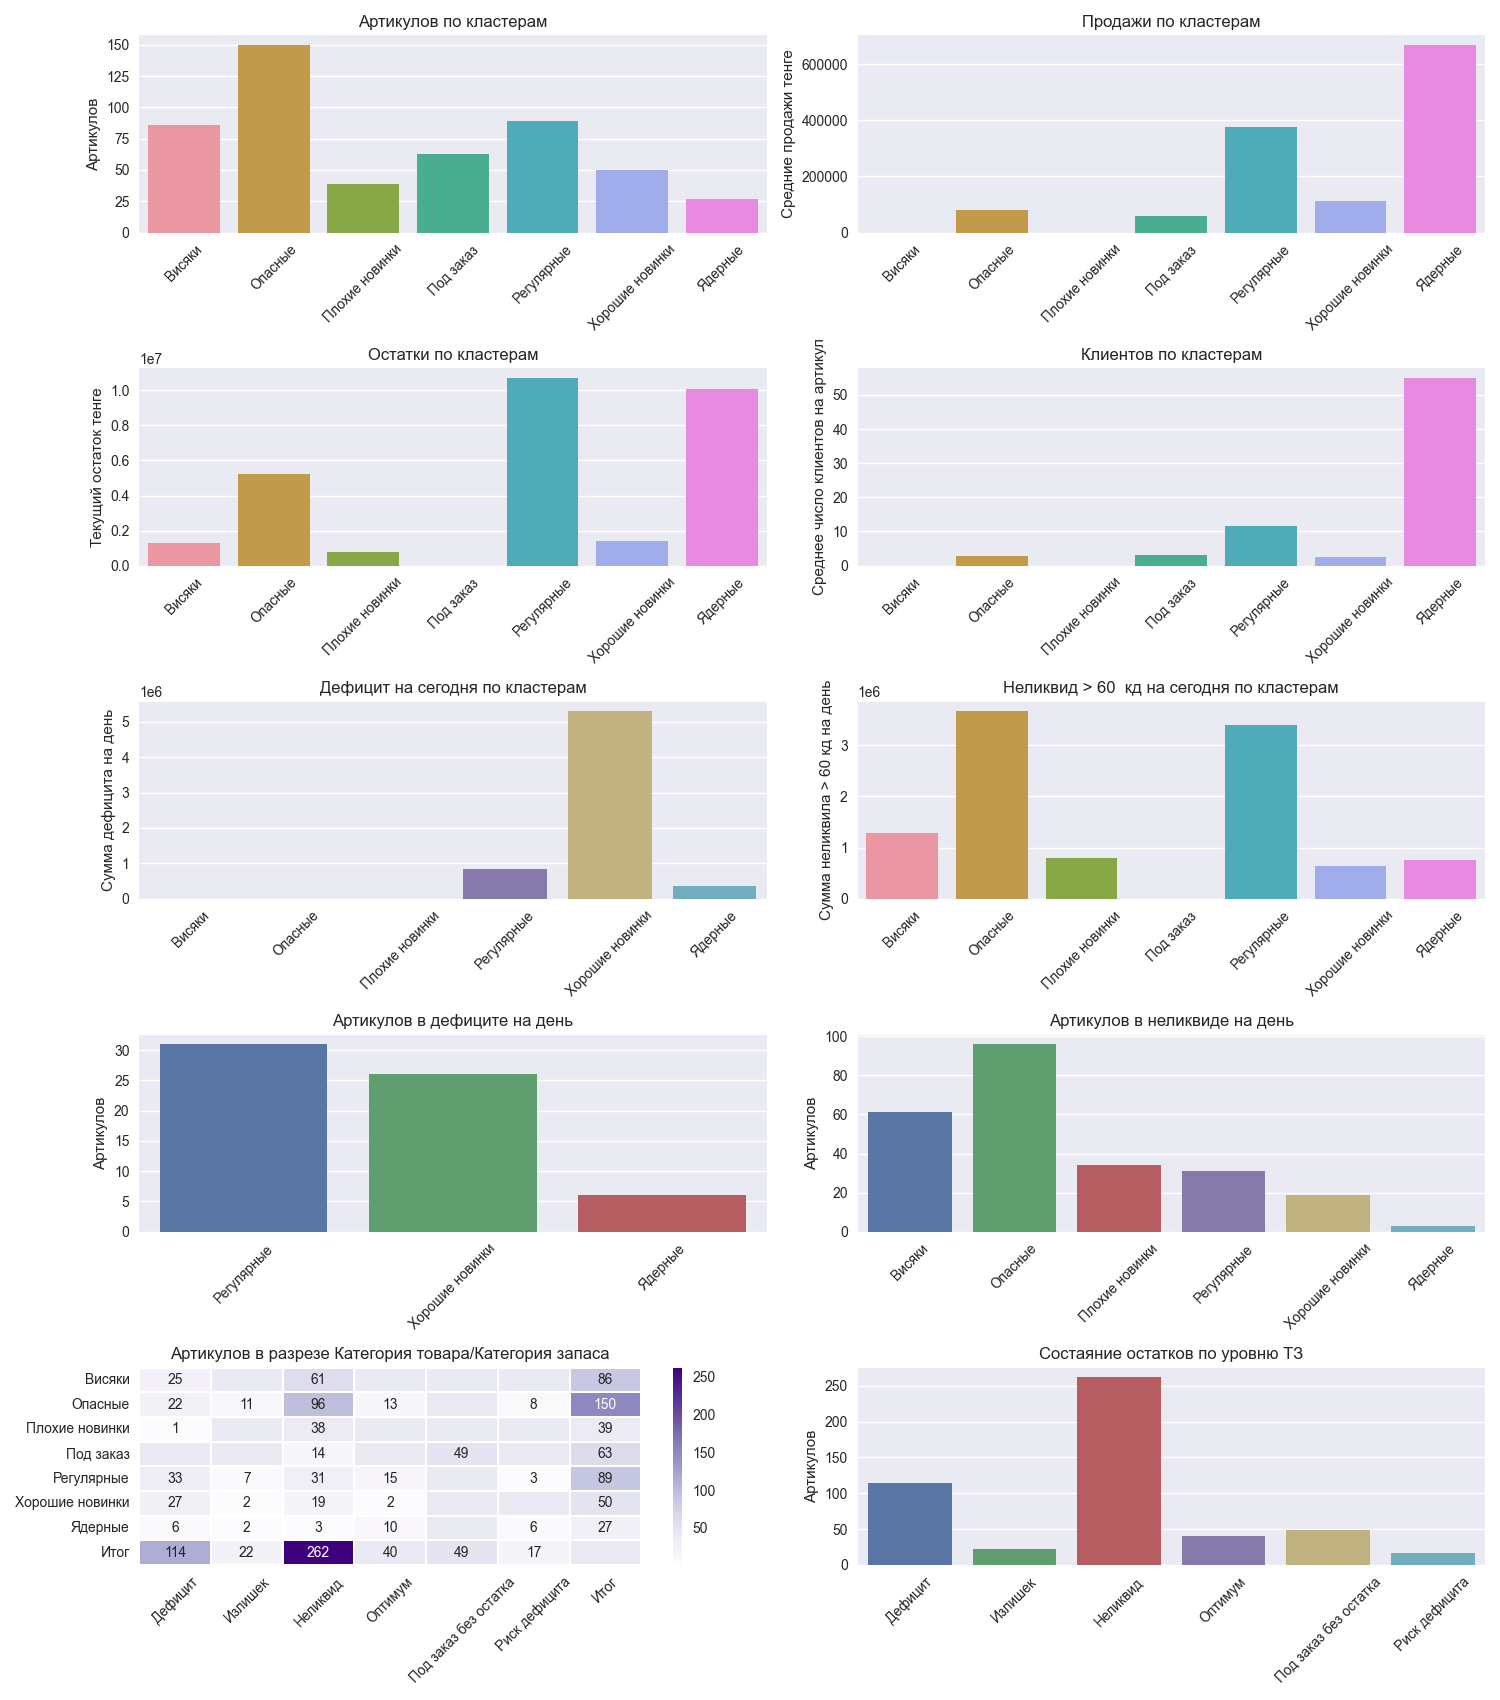 Артикулов по кластерам
Артикулов
150
125
100
75
50
25
0
Висяки
Опасные
Плохие новинки
Под заказ
Регулярные
Хорошие новинки
Ядерные
Продажи по кластерам
Средние продажи тенге
600000
400000
200000
0
Висяки
Опасные
Плохие новинки
Под заказ
Регулярные
Хорошие новинки
Ядерные
Остатки по кластерам
1e7
Текущий остаток тенге
1.0
0.8
0.6
0.4
0.2
0.0
Висяки
Опасные
Плохие новинки
Под заказ
Регулярные
Хорошие новинки
Ядерные
Клиентов по кластерам
Среднее число клиентов на артикул
50
40
30
20
10
0
Висяки
Опасные
Плохие новинки
Под заказ
Регулярные
Хорошие новинки
Ядерные
Дефицит на сегодня по кластерам
1e6
Сумма дефицита на день
5
4
3
2
1
0
Висяки
Опасные
Плохие новинки
Регулярные
Хорошие новинки
Ядерные
Неликвид > 60  кд на сегодня по кластерам
1e6
Сумма неликвила > 60 кд на день
3
2
1
0
Висяки
Опасные
Плохие новинки
Под заказ
Регулярные
Хорошие новинки
Ядерные
Артикулов в дефиците на день
Артикулов
30
25
20
15
10
5
0
Регулярные
Хорошие новинки
Ядерные
Артикулов в неликвиде на день
Артикулов
100
80
60
40
20
0
Висяки
Опасные
Плохие новинки
Регулярные
Хорошие новинки
Ядерные
Артикулов в разрезе Категория товара/Категория запаса
Висяки 25 61 86
Опасные 22 11 96 13 8 150
Плохие новинки 1 38 39
Под заказ 14 49 63
Регулярные 33 7 31 15 3 89
Хорошие новинки 27 2 19 2 50
Ядерные 6 2 3 10 6 27
Итог 114 22 262 40 49 17
Дефицит
Излишек
Неликвид
Оптимум
Под заказ без остатка
Риск дефицита
Итог
250
200
150
100
50
Состаяние остатков по уровню ТЗ
Артикулов
250
200
150
100
50
0
Дефицит
Излишек
Неликвид
Оптимум
Под заказ без остатка
Риск дефицита